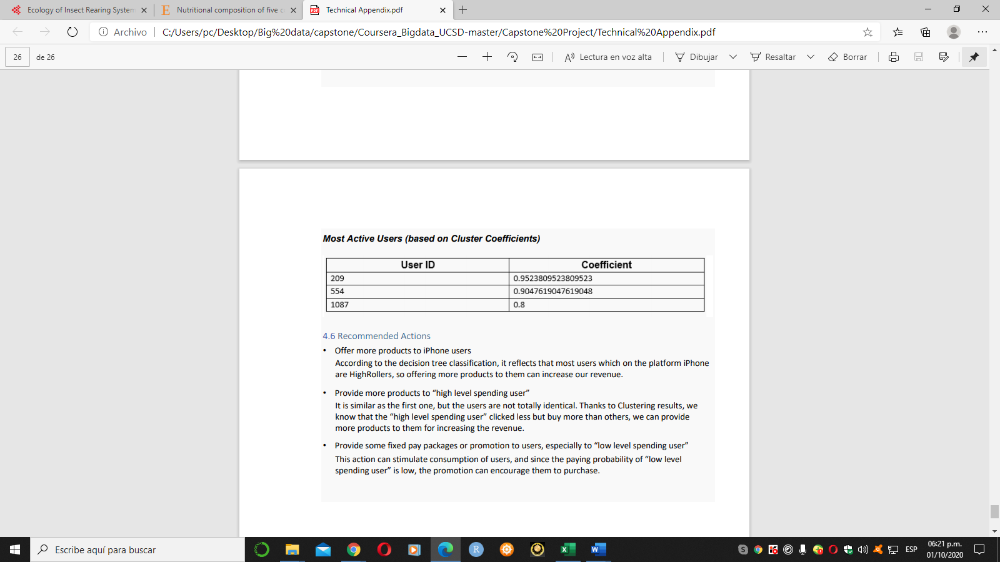 Ecology of Insect Rearing System
Nutritional composition of five c
Technical Appendix.pdf
Archivo
C:/Users/pc/Desktop/Big%20data/capstone/Coursera_Bigdata_UCSD-master/Capstone%20Project/Technical%20Appendix.pdf
26 de 26
Lectura en voz alta
Dibujar
Resaltar
Borrar
Most Active Users (based on Cluster Coefficients)
User ID Coefficient
209 0.9523809523809523
554 0.9047619047619048
1087 0.8
4.6 Recommended Actions
• Offer more products to iPhone users
According to the decision tree classification, it reflects that most users which on the platform iPhone
are HighRollers, so offering more products to them can increase our revenue.
• Provide more products to “high level spending user”
It is similar as the first one, but the users are not totally identical. Thanks to Clustering results, we
know that the “high level spending user” clicked less but buy more than others, we can provide
more products to them for increasing the revenue.
• Provide some fixed pay packages or promotion to users, especially to “low level spending user”
This action can stimulate consumption of users, and since the paying probability of “low level
spending user” is low, the promotion can encourage them to purchase.
Escribe aquí para buscar
ESP
06:21 p.m.
01/10/2020